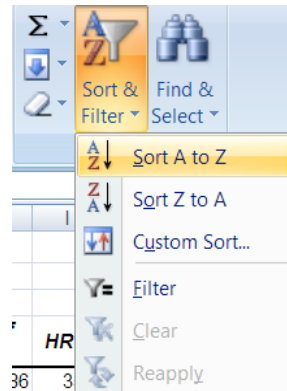 Σ
A
Z
Sort & Find &
Filter Select
A
Z Sort A to Z
Z
A Sort Z to A
Custom Sort...
Filter
I
Clear
HR
Reapply
36 3